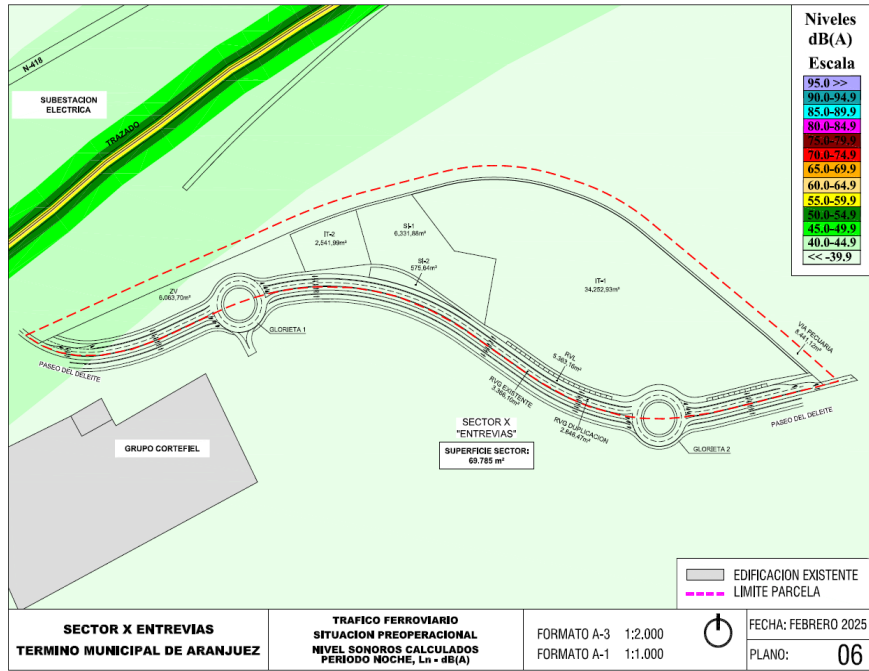 Niveles
dB(A)
Escala
95.0 >>
90.0-94.9
85.0-89.9
80.0-84.9
75.0-79.9
70.0-74.9
65.0-69.9
60.0-64.9
55.0-59.9
50.0-54.9
45.0-49.9
40.0-44.9
<< -39.9
N-418
SUBESTACION
ELECTRICA
TRAZADO
IT-2
2,541,99m²
SI-1
6,331,88m²
SI-2
575,64m²
IT-1
34,252,93m²
ZV
6,063,70m²
GLORIETA 1
PASEO DEL DELEITE
VIA PECUARIA
8,441,12m²
RVL
RVG EXISTENTE
RVG DUPLICACION
GLORIETA 2
PASEO DEL DELEITE
GRUPO CORTEFIEL
SECTOR X
"ENTREVIAS"
SUPERFICIE SECTOR:
69.785 m²
EDIFICACION EXISTENTE
LIMITE PARCELA
SECTOR X ENTREVIAS
TERMINO MUNICIPAL DE ARANJUEZ
TRAFICO FERROVIARIO
SITUACION PREOPERACIONAL
NIVEL SONOROS CALCULADOS
PERIODO NOCHE, Ln = dB(A)
FORMATO A-3 1:2.000
FORMATO A-1 1:1.000
FECHA: FEBRERO 2025
PLANO: 06